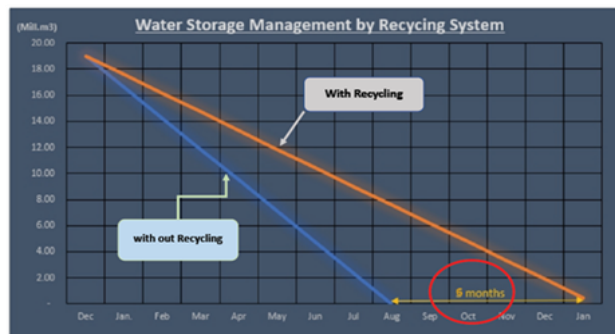 Water Storage Management by Recycing System
(Mill.m3)
20.00
18.00
16.00
14.00
12.00
10.00
8.00
6.00
4.00
2.00
-
With Recycling
with out Recycling
6 months
Dec Jan. Feb Mar Apr May Jun Jul Aug Sep Oct Nov Dec Jan